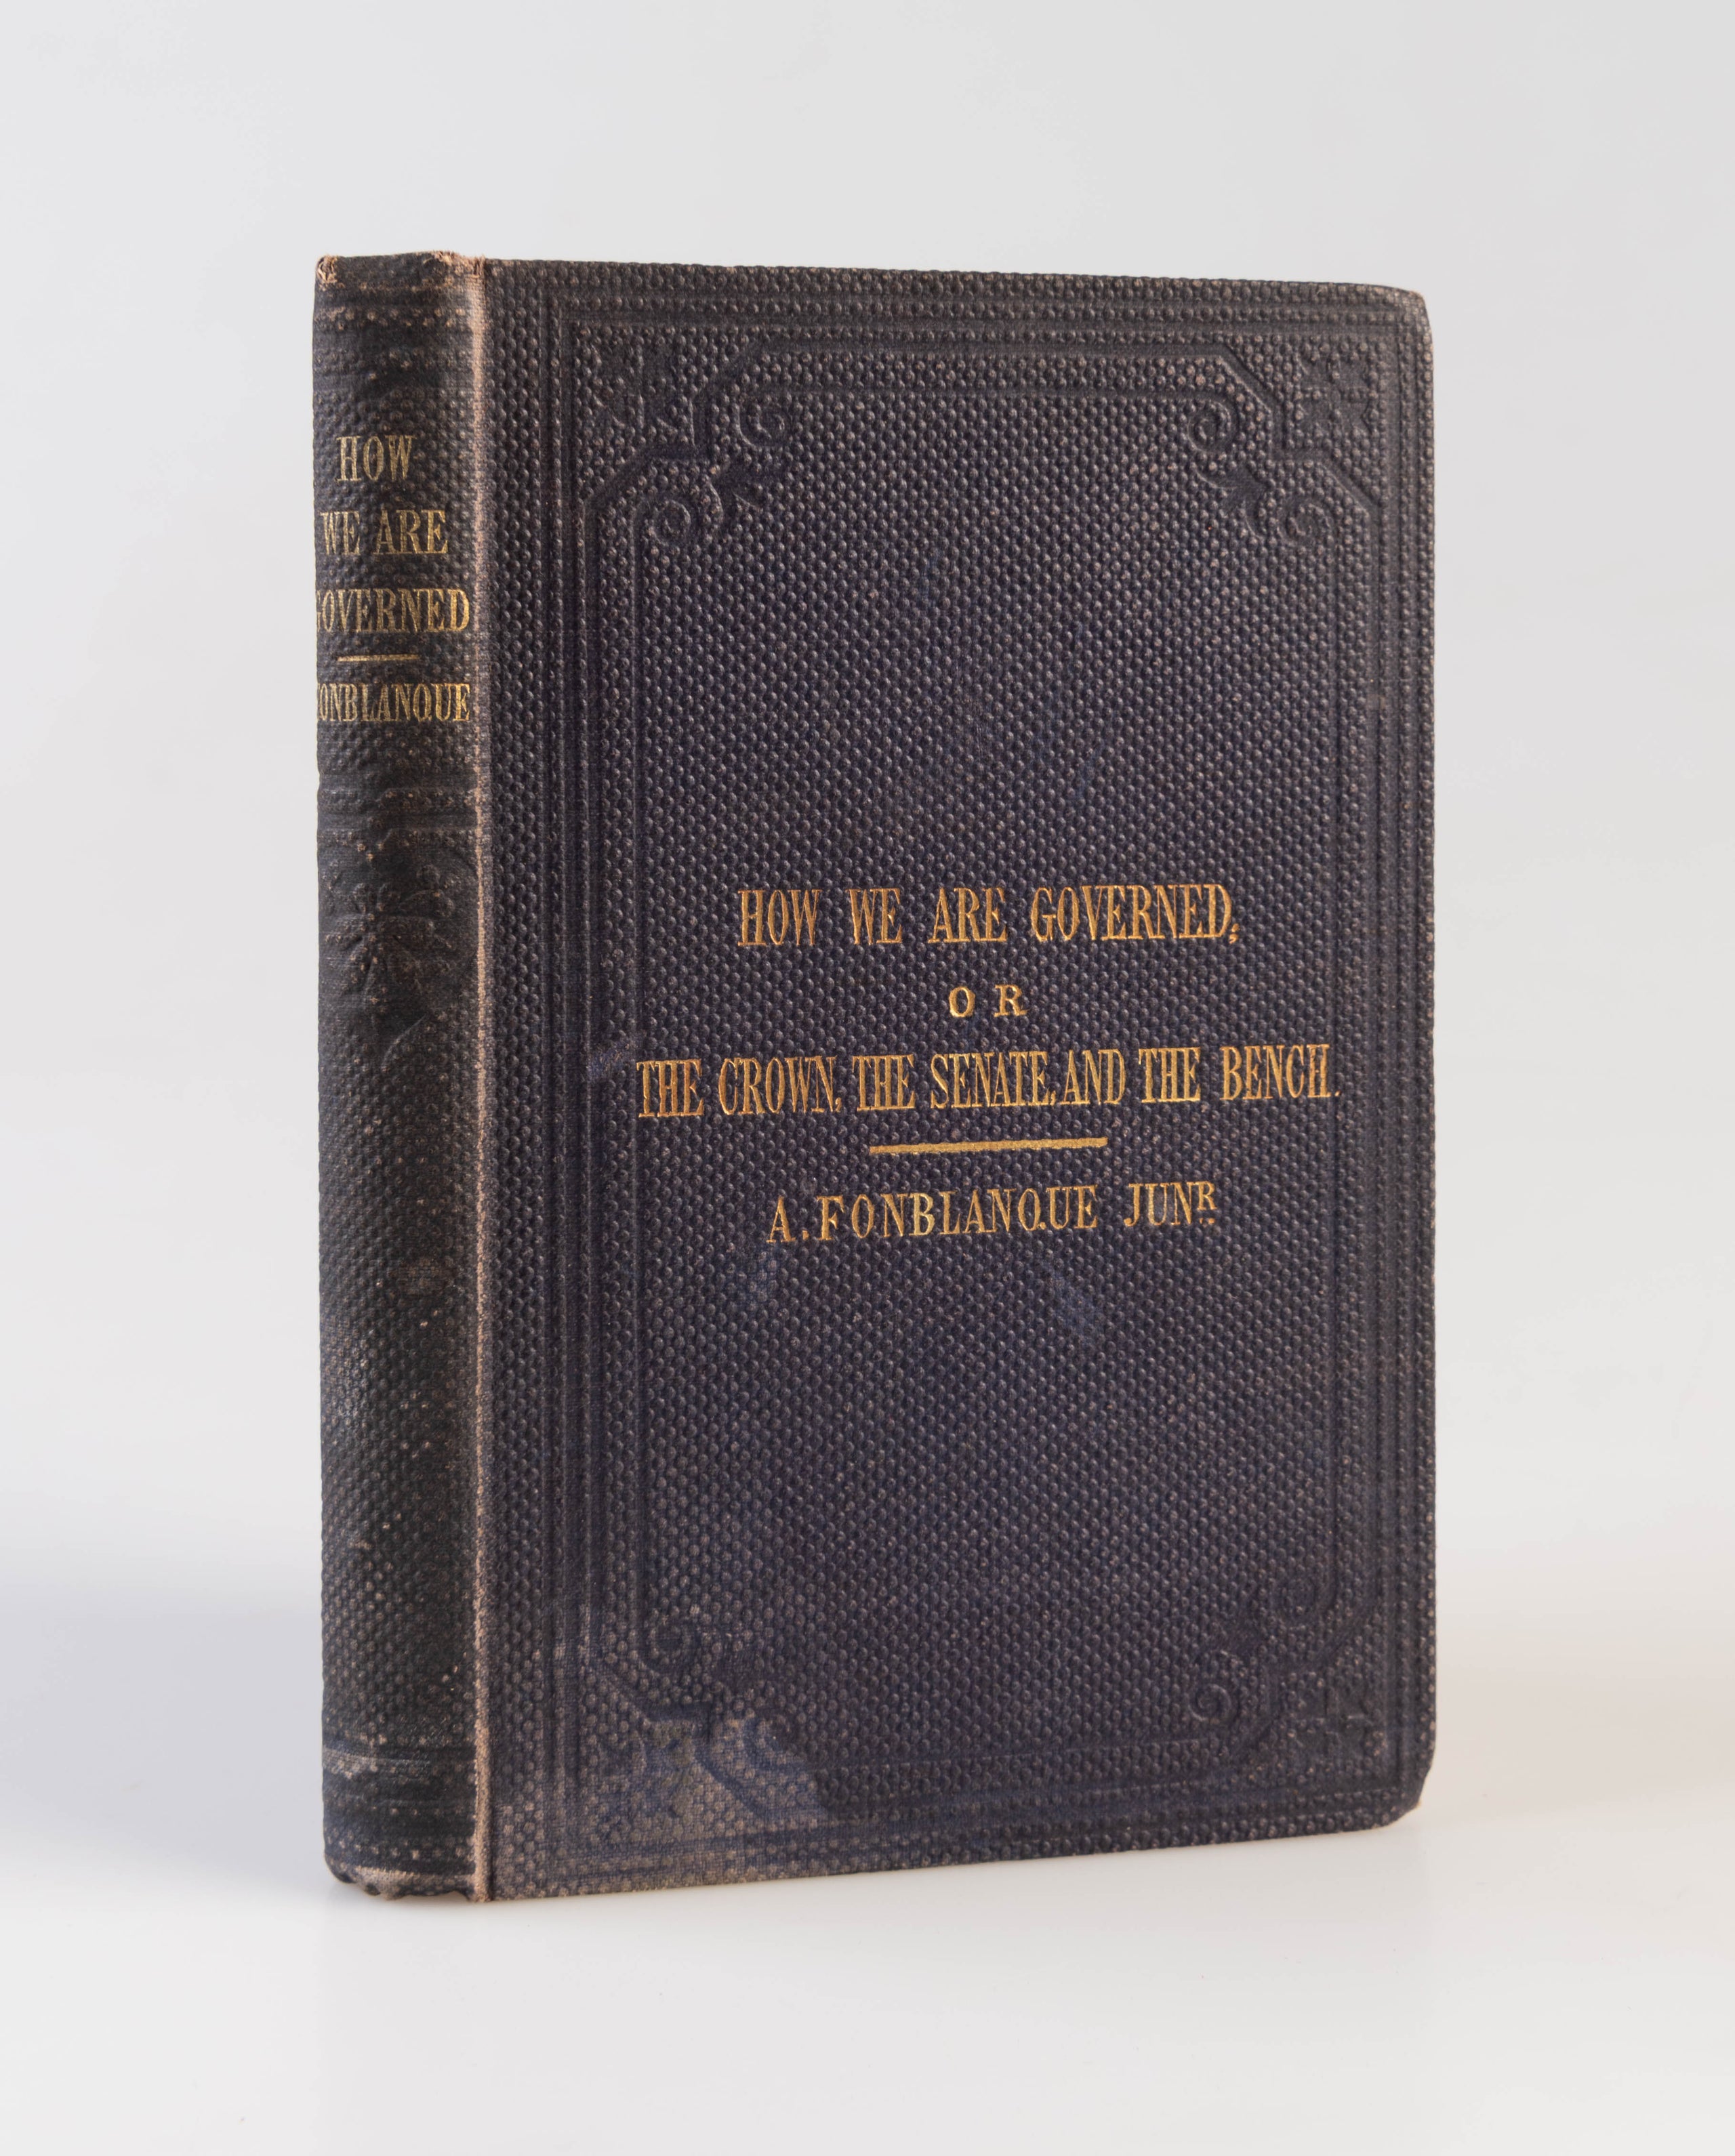 HOW
WE ARE
GOVERNED
FONBLANQUE
HOW WE ARE GOVERNED;
OR
THE CROWN, THE SENATE, AND THE BENCH.
A. FONBLANQUE JUNR.